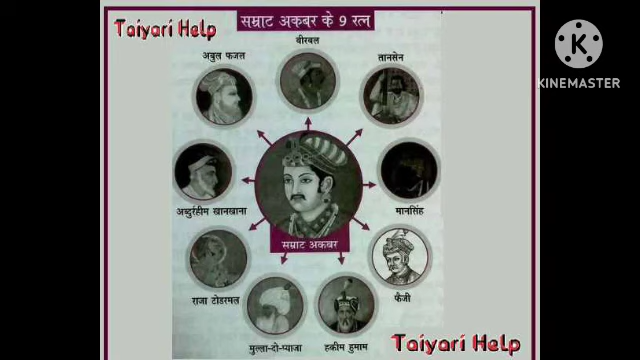 सम्राट अकबर के 9 रत्न
Taiyari Help
KINEMASTER
बीरबल
अबुल फजल
तानसेन
अब्दुर्रहीम खानखाना
मानसिंह
सम्राट अकबर
राजा टोडरमल
फैजी
मुल्ला-दो-प्याजा
हकीम हुमाम
Taiyari Help